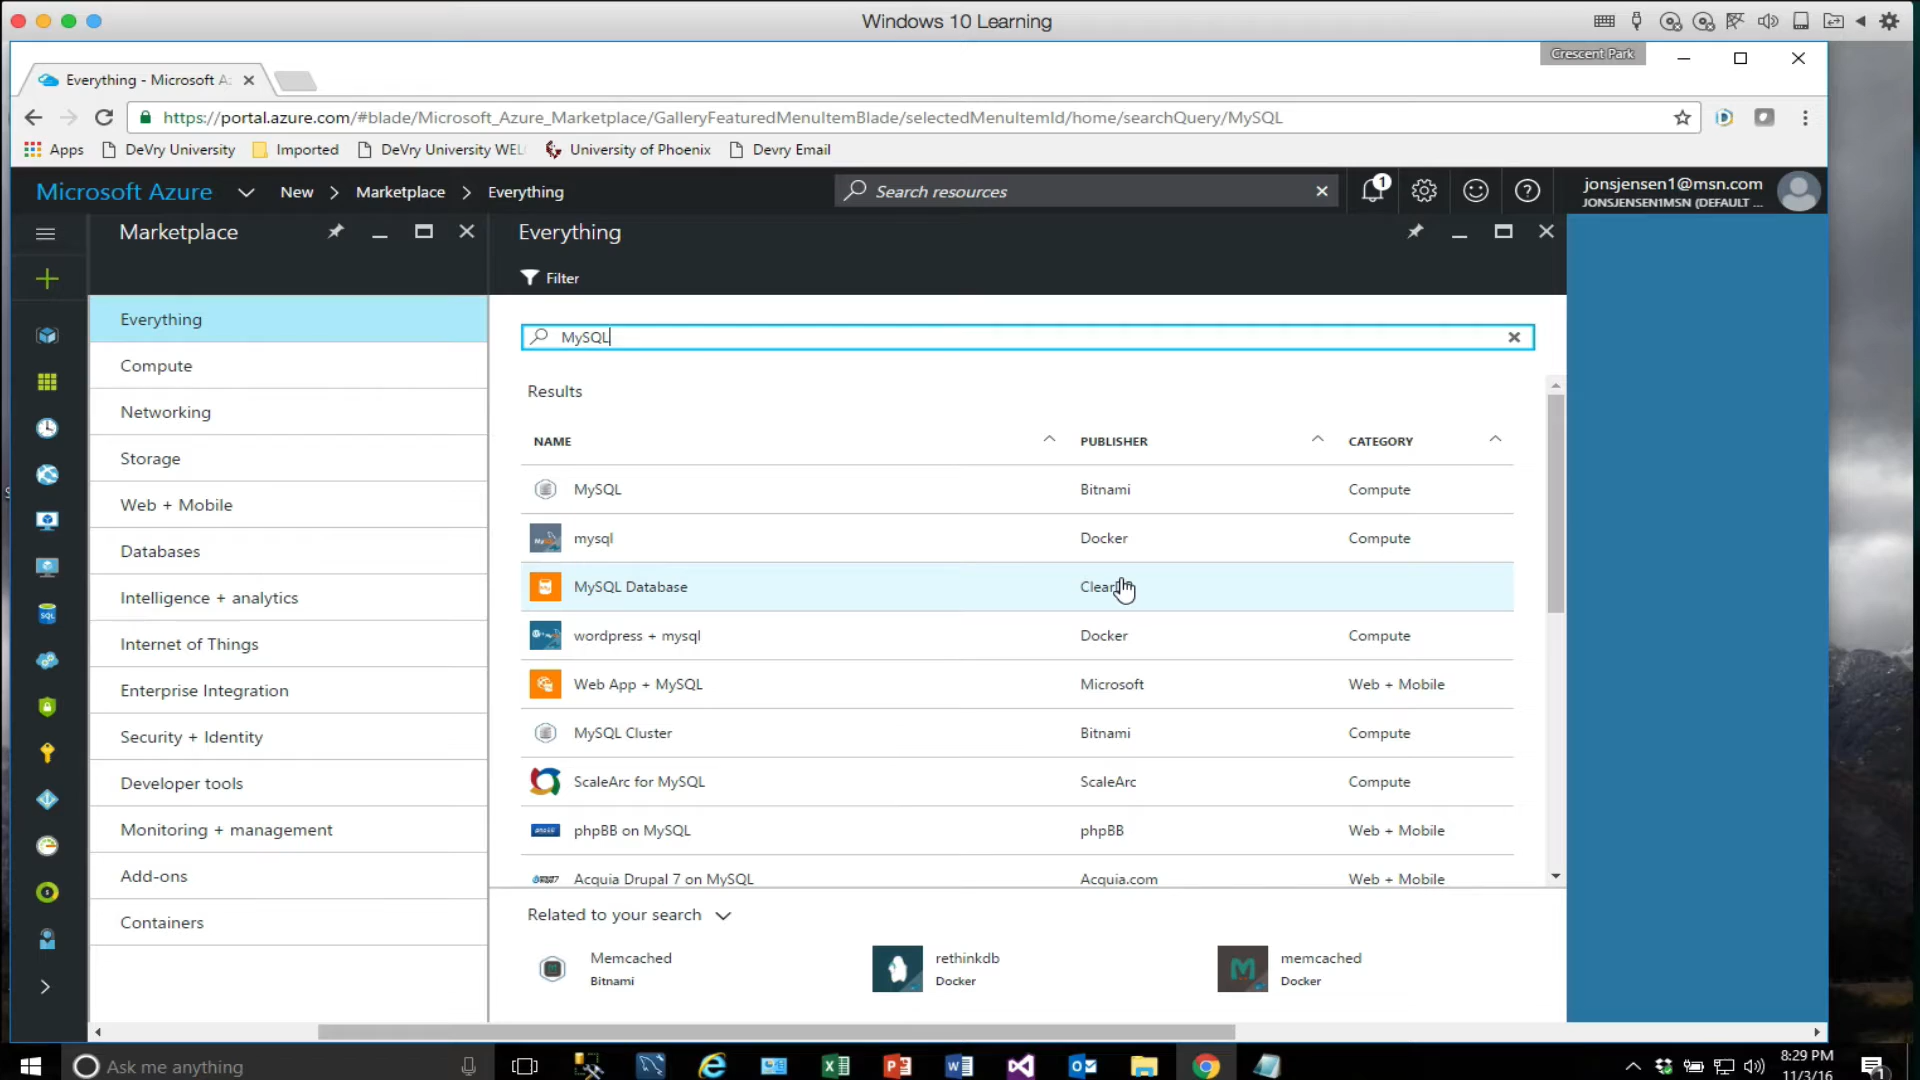 Windows 10 Learning
Crescent Park
Everything - Microsoft A
https://portal.azure.com/#blade/Microsoft_Azure_Marketplace/GalleryFeaturedMenuItemBlade/selectedMenuItemId/home/searchQuery/MySQL
Apps DeVry University Imported DeVry University WEL University of Phoenix Devry Email
Microsoft Azure New > Marketplace > Everything Search resources 1 jonsjensen1@msn.com
JONSJENSEN1MSN (DEFAULT ...
Marketplace
Everything
Compute
Networking
Storage
Web + Mobile
Databases
Intelligence + analytics
Internet of Things
Enterprise Integration
Security + Identity
Developer tools
Monitoring + management
Add-ons
Containers
Everything
Filter
MySQL
Results
NAME PUBLISHER CATEGORY
MySQL Bitnami Compute
mysql Docker Compute
MySQL Database
wordpress + mysql Docker Compute
Web App + MySQL Microsoft Web + Mobile
MySQL Cluster Bitnami Compute
ScaleArc for MySQL ScaleArc Compute
phpBB on MySQL phpBB Web + Mobile
Acquia Drupal 7 on MySQL Acquia.com Web + Mobile
Related to your search
Memcached
Bitnami
rethinkdb
Docker
memcached
Docker
Ask me anything
8:29 PM
11/3/16